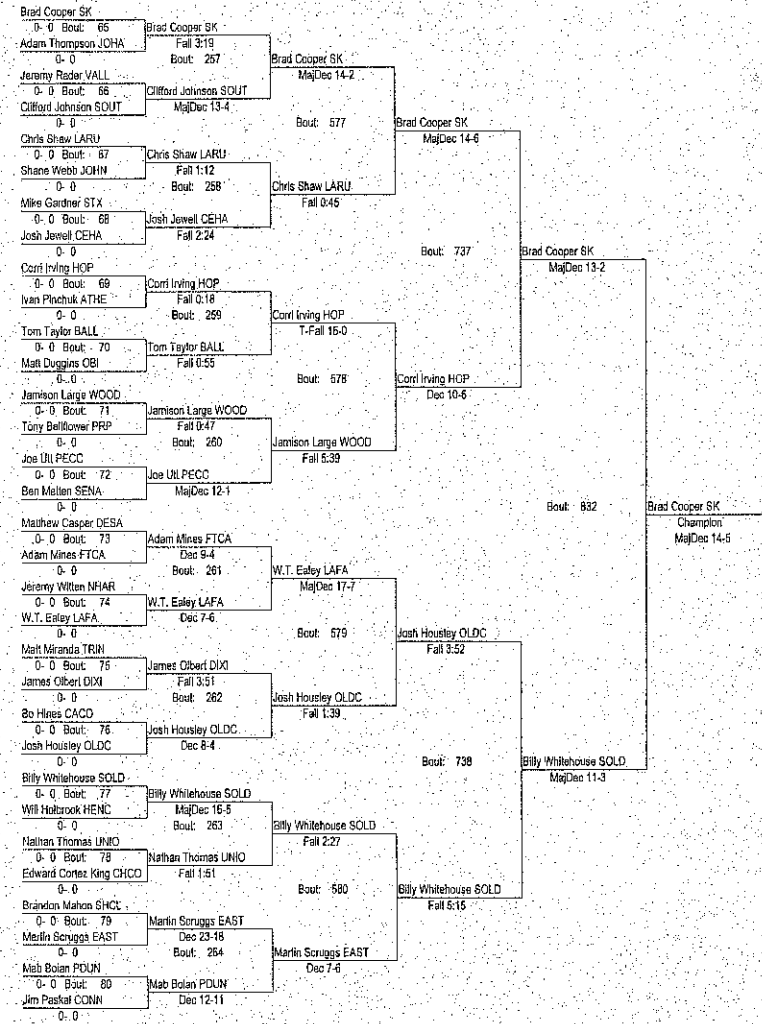 Brad Cooper SK
0- 0 Bout: 65
Brad Cooper SK
Adam Thompson JOHA
Fall 3:19
0- 0
Bout: 257
Brad Cooper SK
Jeremy Rader VALL
MajDec 14-2
0- 0 Bout: 66
Clifford Johnson SOUT
Clifford Johnson SOUT
MajDec 13-4
0- 0
Bout: 577
Brad Cooper SK
Chris Shaw LARU
MajDec 14-6
0- 0 Bout: 67
Chris Shaw LARU
Shane Webb JOHN
Fall 1:12
0- 0
Bout: 258
Chris Shaw LARU
Mike Gardner STX
Fall 0:45
0- 0 Bout: 68
Josh Jewell CEHA
Josh Jewell CEHA
Fall 2:24
0- 0
Bout: 737
Brad Cooper SK
Corri Irving HOP
MajDec 13-2
0- 0 Bout: 69
Corri Irving HOP
Ivan Pinchuk ATHE
Fall 0:18
0- 0
Bout: 259
Corri Irving HOP
Tom Taylor BALL
T-Fall 16-0
0- 0 Bout: 70
Tom Taylor BALL
Matt Duggins OBI
Fall 0:55
0- 0
Bout: 578
Corri Irving HOP
Jamison Large WOOD
Dec 10-6
0- 0 Bout: 71
Jamison Large WOOD
Tony Bellflower PRP
Fall 0:47
0- 0
Bout: 260
Jamison Large WOOD
Joe Utl PECC
Fall 5:39
0- 0 Bout: 72
Joe Utl PECC
Ben Melten SENA
MajDec 12-1
0- 0
Bout: 832
Brad Cooper SK
Matthew Casper DESA
Champion
0- 0 Bout: 73
Adam Mines FTCA
MajDec 14-5
Adam Mines FTCA
Dec 9-4
0- 0
Bout: 261
W.T. Ealey LAFA
Jeremy Witten NHAR
MajDec 17-7
0- 0 Bout: 74
W.T. Ealey LAFA
W.T. Ealey LAFA
Dec 7-6
0- 0
Bout: 579
Josh Housley OLDC
Matt Miranda TRIN
Fall 3:52
0- 0 Bout: 75
James Olbert DIXI
James Olbert DIXI
Fall 3:51
0- 0
Bout: 262
Josh Housley OLDC
Bo Hines CACO
Fall 1:39
0- 0 Bout: 76
Josh Housley OLDC
Josh Housley OLDC
Dec 8-4
0- 0
Bout: 738
Billy Whitehouse SOLD
Billy Whitehouse SOLD
MajDec 11-3
0- 0 Bout: 77
Billy Whitehouse SOLD
Will Holbrook HENC
MajDec 16-5
0- 0
Bout: 263
Billy Whitehouse SOLD
Nathan Thomas UNIO
Fall 2:27
0- 0 Bout: 78
Nathan Thomas UNIO
Edward Cortez King CHCO
Fall 1:51
0- 0
Bout: 580
Billy Whitehouse SOLD
Brandon Mahon SHCL
Fall 5:15
0- 0 Bout: 79
Martin Scruggs EAST
Martin Scruggs EAST
Dec 23-18
0- 0
Bout: 264
Martin Scruggs EAST
Mab Bolan PDUN
Dec 7-6
0- 0 Bout: 80
Mab Bolan PDUN
Jim Paskal CONN
Dec 12-11
0- 0